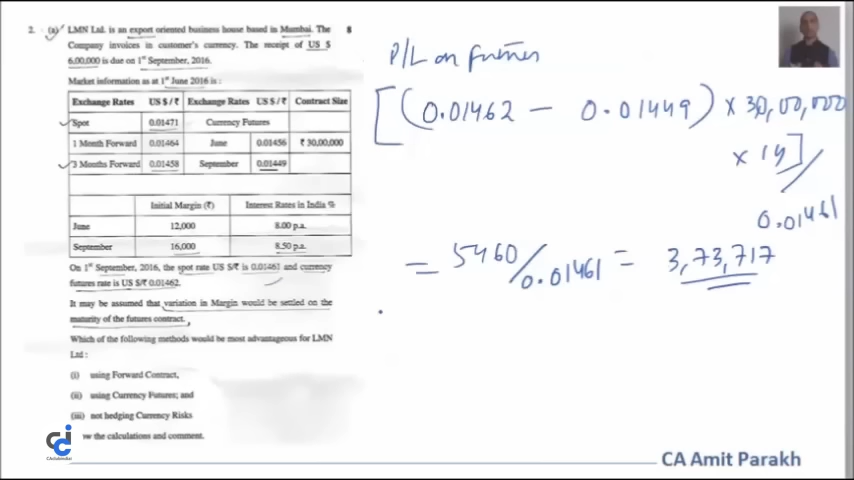 2. (a) LMN Ltd. is an export oriented business house based in Mumbai. The 8
Company invoices in customer's currency. The receipt of US $
6,00,000 is due on 1st September, 2016.
Market information as at 1st June 2016 is :
Exchange Rates US $/₹ Exchange Rates US $/₹ Contract Size
Spot 0.01471 Currency Futures
1 Month Forward 0.01464 June 0.01456 ₹ 30,00,000
3 Months Forward 0.01458 September 0.01449
Initial Margin (₹) Interest Rates in India %
June 12,000 8.00 p.a.
September 16,000 8.50 p.a.
On 1st September, 2016, the spot rate US $/₹ is 0.01461 and currency
futures rate is US $/₹ 0.01462.
It may be assumed that variation in Margin would be settled on the
maturity of the futures contract.
Which of the following methods would be most advantageous for LMN
Ltd :
(i) using Forward Contract,
(ii) using Currency Futures; and
(iii) not hedging Currency Risks
ow the calculations and comment.
P/L on futures
[(0.01462 - 0.01449) × 30,00,000
× 14] /
0.01461
= 5460/0.01461 = 3,73,717
CA Amit Parakh